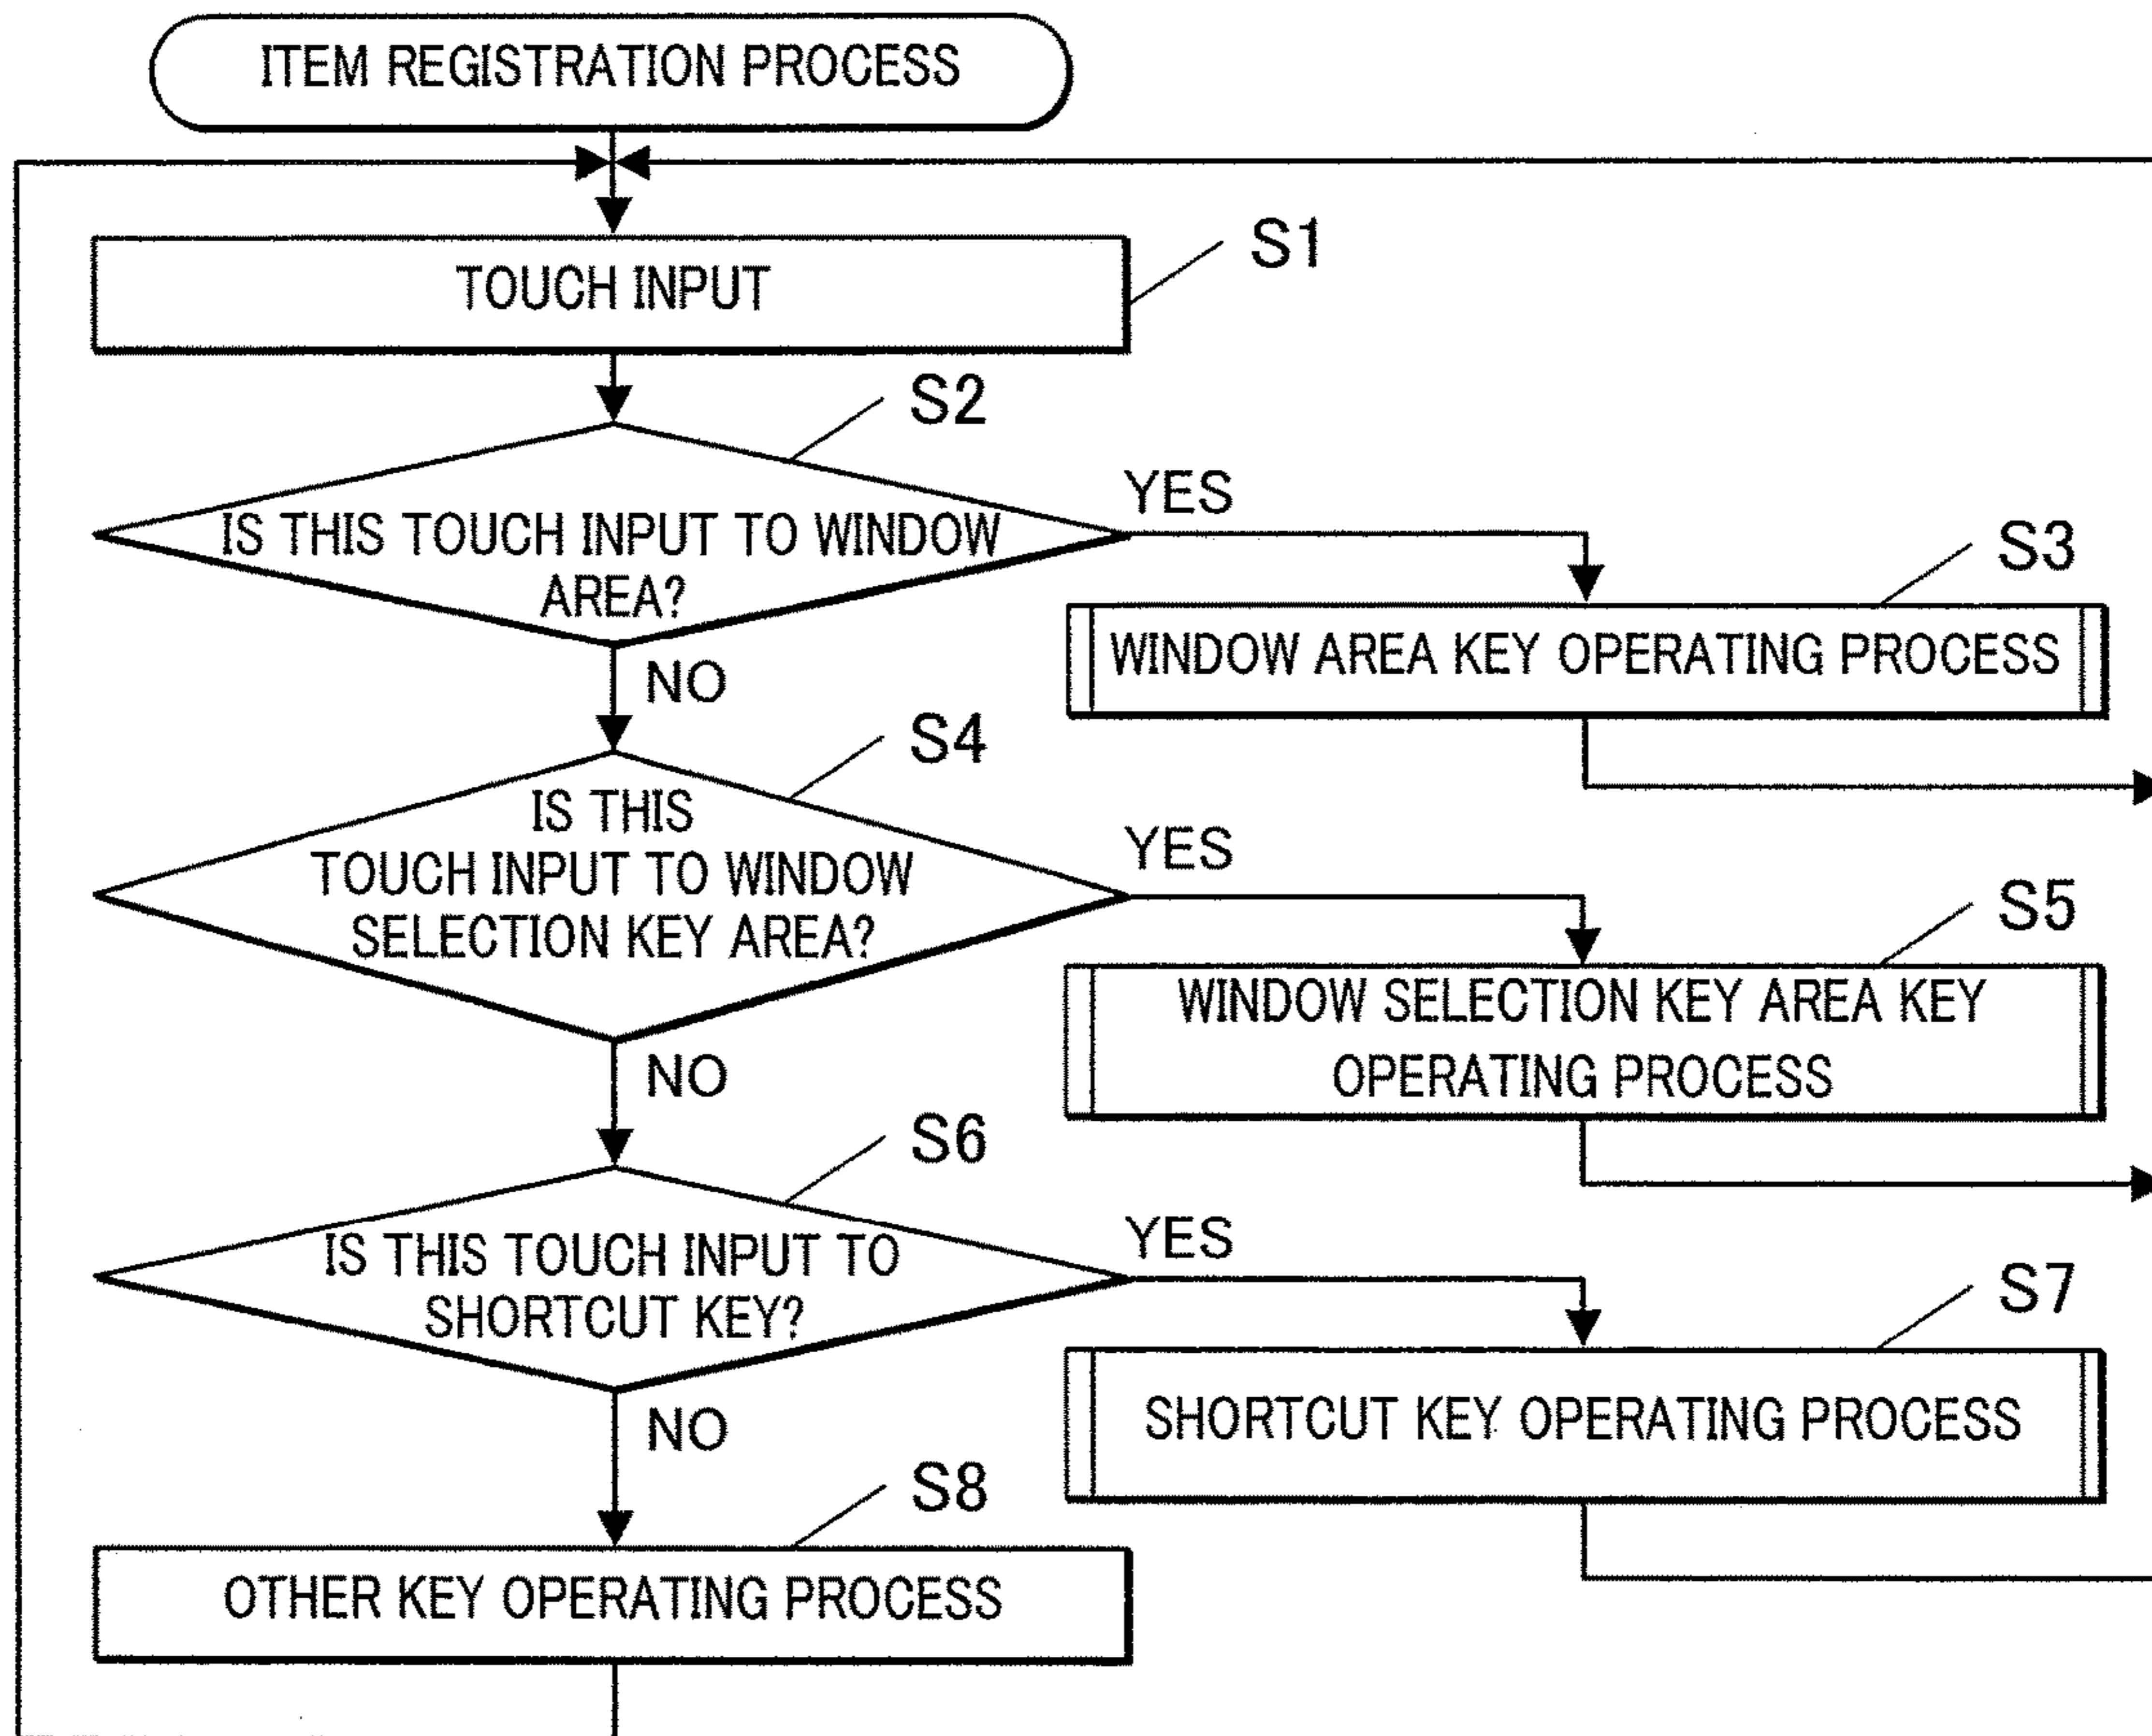 ITEM REGISTRATION PROCESS
TOUCH INPUT
S1
S2
IS THIS TOUCH INPUT TO WINDOW
AREA?
YES
NO
S3
WINDOW AREA KEY OPERATING PROCESS
S4
IS THIS
TOUCH INPUT TO WINDOW
SELECTION KEY AREA?
YES
NO
S5
WINDOW SELECTION KEY AREA KEY
OPERATING PROCESS
S6
IS THIS TOUCH INPUT TO
SHORTCUT KEY?
YES
NO
S7
SHORTCUT KEY OPERATING PROCESS
S8
OTHER KEY OPERATING PROCESS